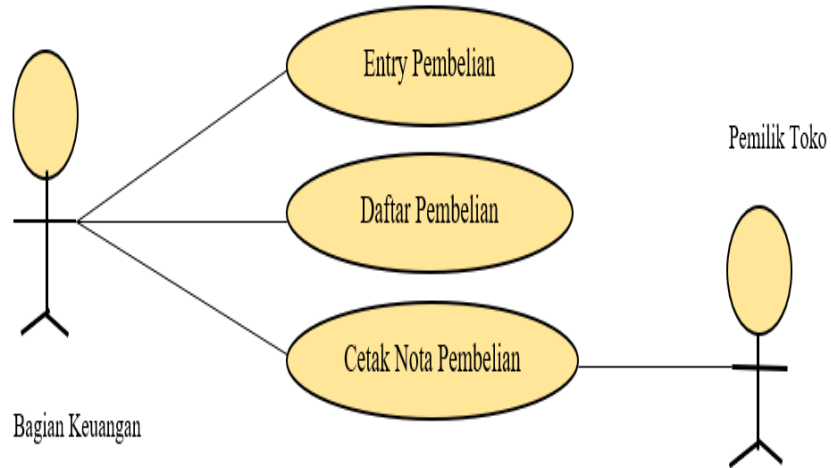 Entry Pembelian
Pemilik Toko
Daftar Pembelian
Cetak Nota Pembelian
Bagian Keuangan